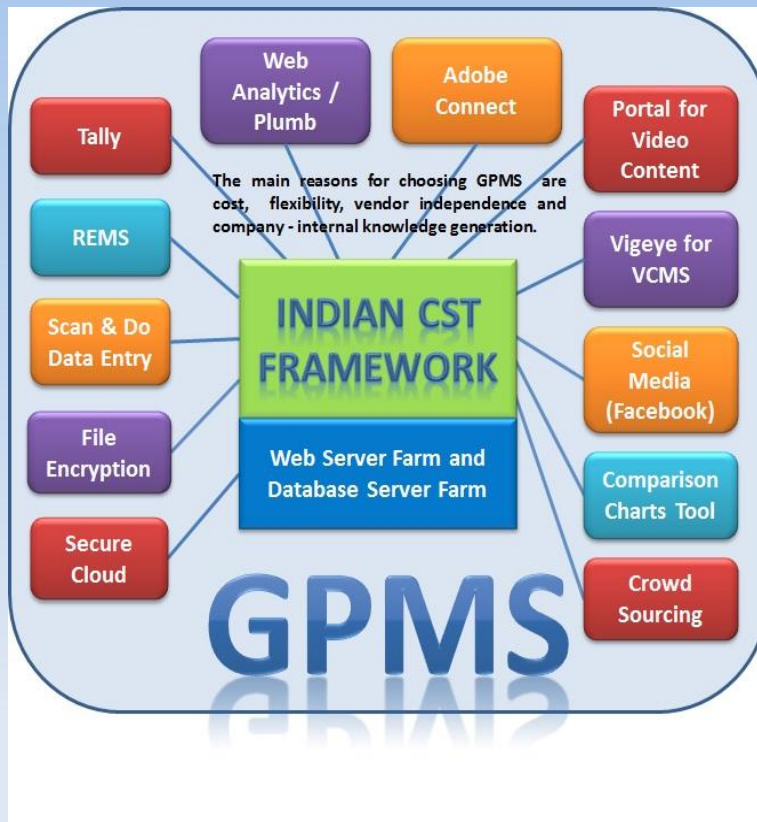 Web
Analytics /
Plumb
Adobe
Connect
Tally
Portal for
Video
Content
The main reasons for choosing GPMS are
cost, flexibility, vendor independence and
company - internal knowledge generation.
REMS
Vigeye for
VCMS
INDIAN CST
FRAMEWORK
Scan & Do
Data Entry
Social
Media
(Facebook)
File
Encryption
Web Server Farm and
Database Server Farm
Comparison
Charts Tool
Secure
Cloud
Crowd
Sourcing
GPMS